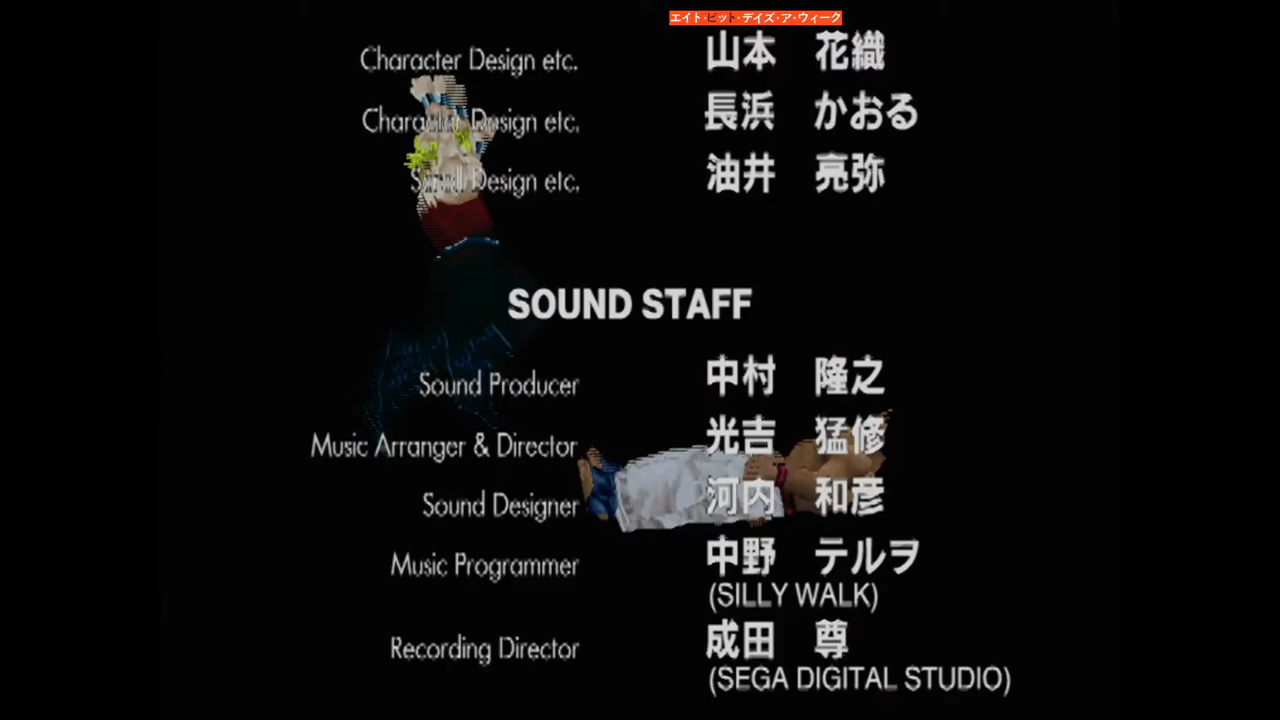 エイト・ビット・デイズ・ア・ウィーク
Character Design etc. 山本 花織
Character Design etc. 長浜 かおる
Sound Design etc. 油井 亮弥
SOUND STAFF
Sound Producer 中村 隆之
Music Arranger & Director 光吉 猛修
Sound Designer 河内 和彦
Music Programmer 中野 テルヲ
(SILLY WALK)
Recording Director 成田 尊
(SEGA DIGITAL STUDIO)